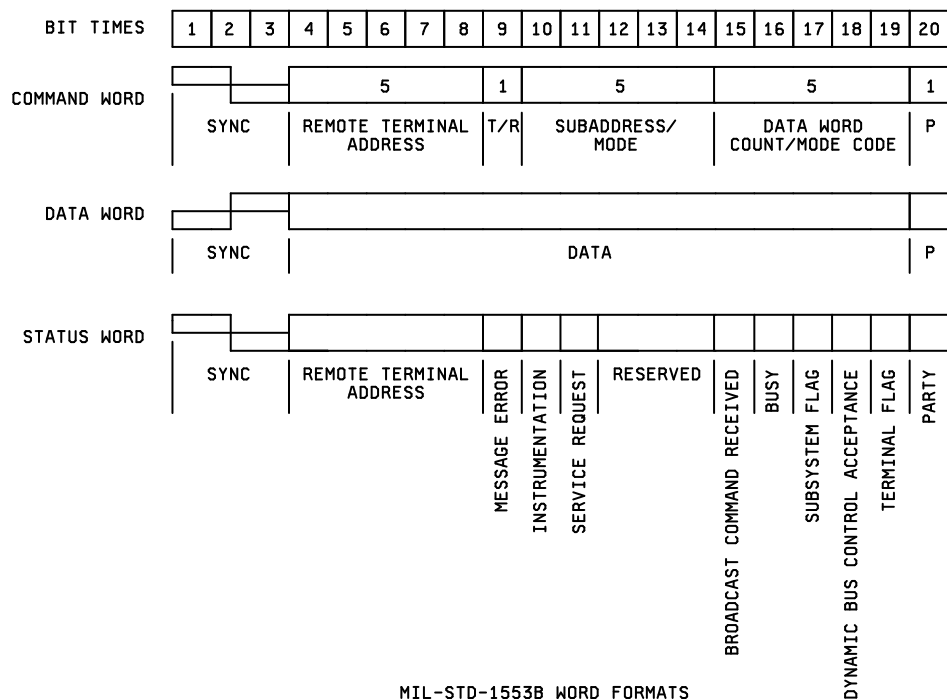 BIT TIMES 1 2 3 4 5 6 7 8 9 10 11 12 13 14 15 16 17 18 19 20
COMMAND WORD 5 1 5 5 1
SYNC REMOTE TERMINAL ADDRESS T/R SUBADDRESS/ MODE DATA WORD COUNT/MODE CODE P
DATA WORD
SYNC DATA P
STATUS WORD
SYNC REMOTE TERMINAL ADDRESS
MESSAGE ERROR
INSTRUMENTATION
SERVICE REQUEST
RESERVED
BROADCAST COMMAND RECEIVED
BUSY
SUBSYSTEM FLAG
DYNAMIC BUS CONTROL ACCEPTANCE
TERMINAL FLAG
PARTY
MIL-STD-1553B WORD FORMATS